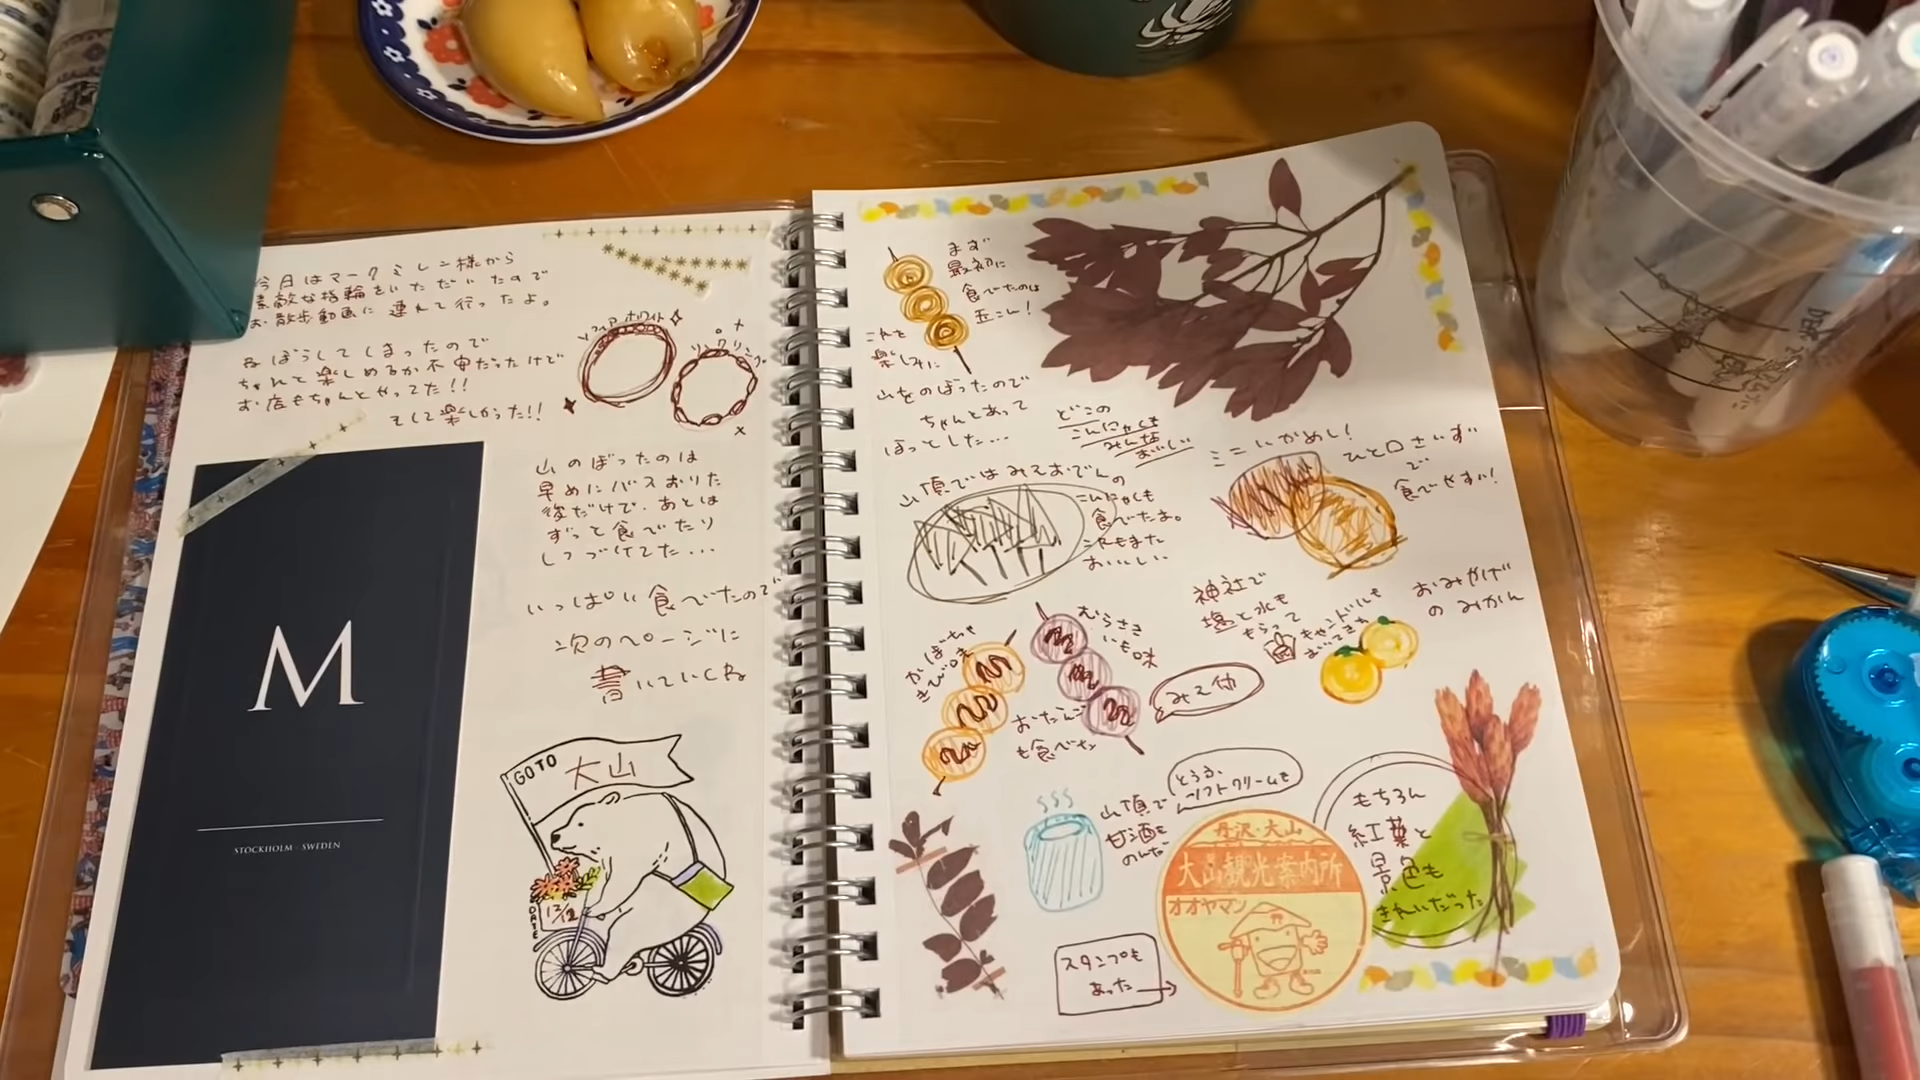 今日はマークミレン様から
素敵な指輪をいただいたので
お散歩動画に連れて行ったよ。
ねぼうしてしまったので
ちゃんと楽しめるか不安だったけど
お店もちゃんとやってた!!
そして楽しかった!!
ホワイト
リンクリング
山のぼったのは
早めにバスおりた
後だけで、あとは
ずっと食べたり
しつづけてた...
いっぱい食べたので
次のページに
書いていくね
M
STOCKHOLM · SWEDEN
GO TO 大山
DATE
12/12
まず
最初に
食べたのは
玉こん!
これを
楽しみに
山をのぼったので
ちゃんとあって
ほっとした...
どこの
こんにゃくも
みんな
おいしい
山頂ではみそおでんの
こんにゃくも
食べたよ。
これもまた
おいしい
ミニいかめし!
ひと口さいず
で
食べやすい!
神社で
塩と水も
もらって
キャンドルも
おみやげ
のみかん
かぼちゃ
きび味
むらさき
いも味
おだんご
も食べた
みそ付
山頂で
甘酒も
のんだ
とうふ
ソフトクリームも
丹沢・大山
大山観光案内所
オオヤマン
スタンプも
あった
もちろん
紅葉と
景色も
きれいだった